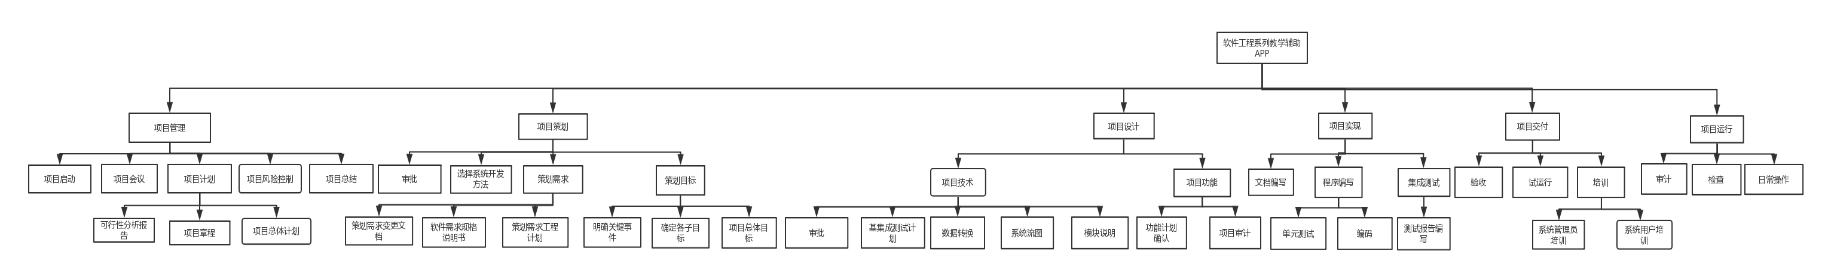 软件工程系列教学辅助
APP
项目管理
项目策划
项目设计
项目实现
项目交付
项目运行
项目启动
项目会议
项目计划
项目风险控制
项目总结
审批
选择系统开发
方法
策划需求
策划目标
项目技术
项目功能
文档编写
程序编写
集成测试
验收
试运行
培训
审计
检查
日常操作
可行性分析报
告
项目章程
项目总体计划
策划需求变更文
档
软件需求规格
说明书
策划需求工程
计划
明确关键事
件
确定各子目
标
项目总体目
标
审批
基集成测试计
划
数据转换
系统流图
模块说明
功能计划
确认
项目审计
单元测试
编码
测试报告编
写
系统管理员
培训
系统用户培
训